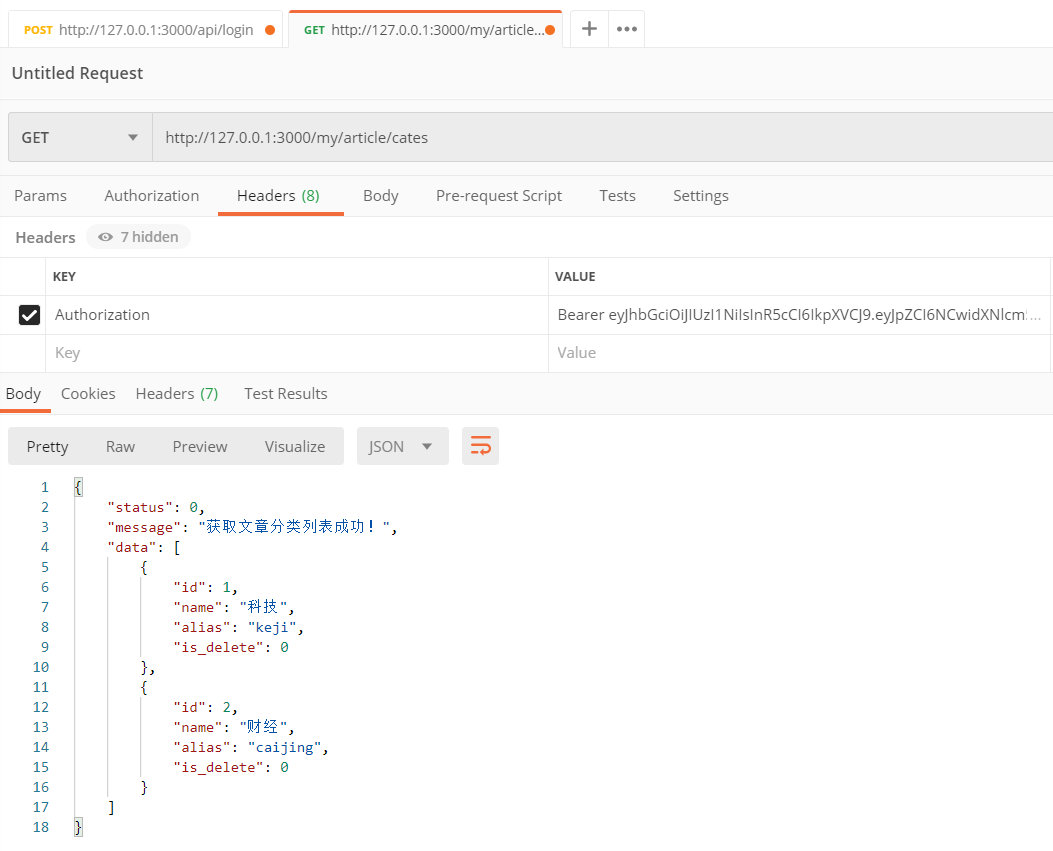 POST http://127.0.0.1:3000/api/login GET http://127.0.0.1:3000/my/article...
Untitled Request
GET http://127.0.0.1:3000/my/article/cates
Params Authorization Headers (8) Body Pre-request Script Tests Settings
Headers 7 hidden
KEY VALUE
Authorization Bearer eyJhbGciOiJIUzI1NiIsInR5cCI6IkpXVCJ9.eyJpZCI6NCwidXNlcm...
Key Value
Body Cookies Headers (7) Test Results
Pretty Raw Preview Visualize JSON
1 {
2 "status": 0,
3 "message": "获取文章分类列表成功！",
4 "data": [
5 {
6 "id": 1,
7 "name": "科技",
8 "alias": "keji",
9 "is_delete": 0
10 },
11 {
12 "id": 2,
13 "name": "财经",
14 "alias": "caijing",
15 "is_delete": 0
16 }
17 ]
18 }